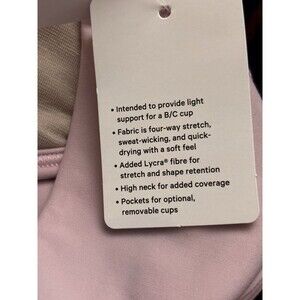 • Intended to provide light
support for a B/C cup
• Fabric is four-way stretch,
sweat-wicking, and quick-
drying with a soft feel
• Added Lycra® fibre for
stretch and shape retention
• High neck for added coverage
• Pockets for optional,
removable cups